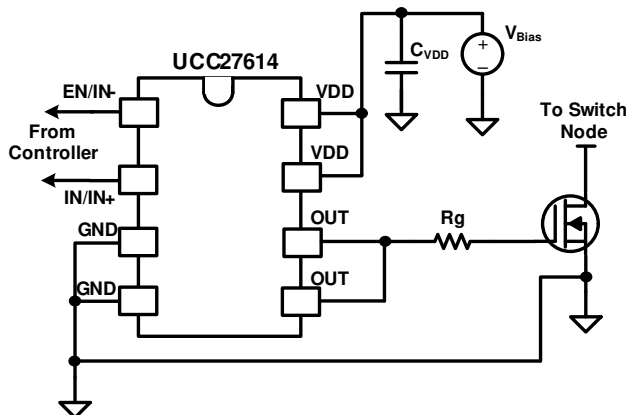 UCC27614
EN/IN-
From
Controller
IN/IN+
GND
GND
VDD
VDD
OUT
OUT
CVDD
VBias
+
–
Rg
To Switch
Node